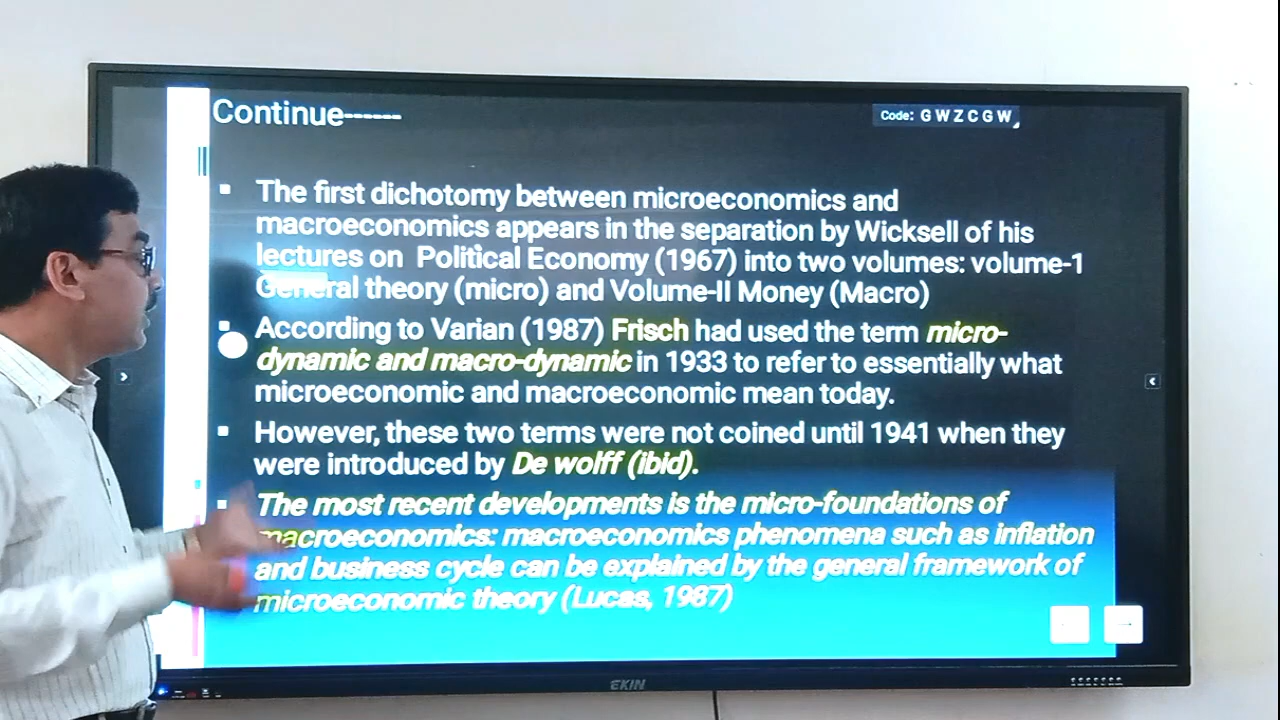 Continue------
Code: G W Z C G W
▪ The first dichotomy between microeconomics and
macroeconomics appears in the separation by Wicksell of his
lectures on Political Economy (1967) into two volumes: volume-1
General theory (micro) and Volume-II Money (Macro)
▪ According to Varian (1987) Frisch had used the term micro-
dynamic and macro-dynamic in 1933 to refer to essentially what
microeconomic and macroeconomic mean today.
▪ However, these two terms were not coined until 1941 when they
were introduced by De wolff (ibid).
▪ The most recent developments is the micro-foundations of
macroeconomics: macroeconomics phenomena such as inflation
and business cycle can be explained by the general framework of
microeconomic theory (Lucas, 1987)
EKIN